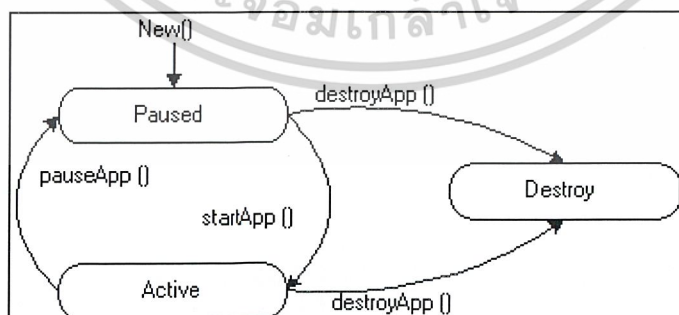 New()
Paused
destroyApp ()
pauseApp ()
Destroy
startApp ()
Active
destroyApp ()